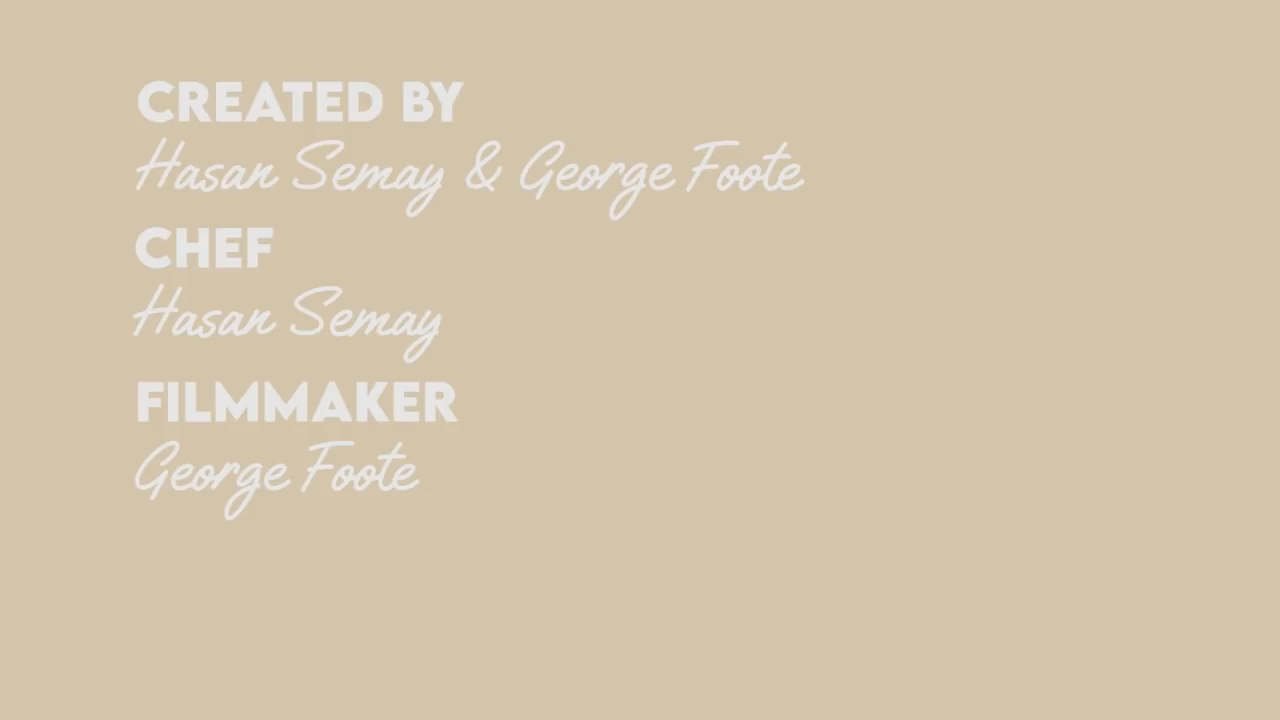 CREATED BY
Hasan Semay & George Foote
CHEF
Hasan Semay
FILMMAKER
George Foote